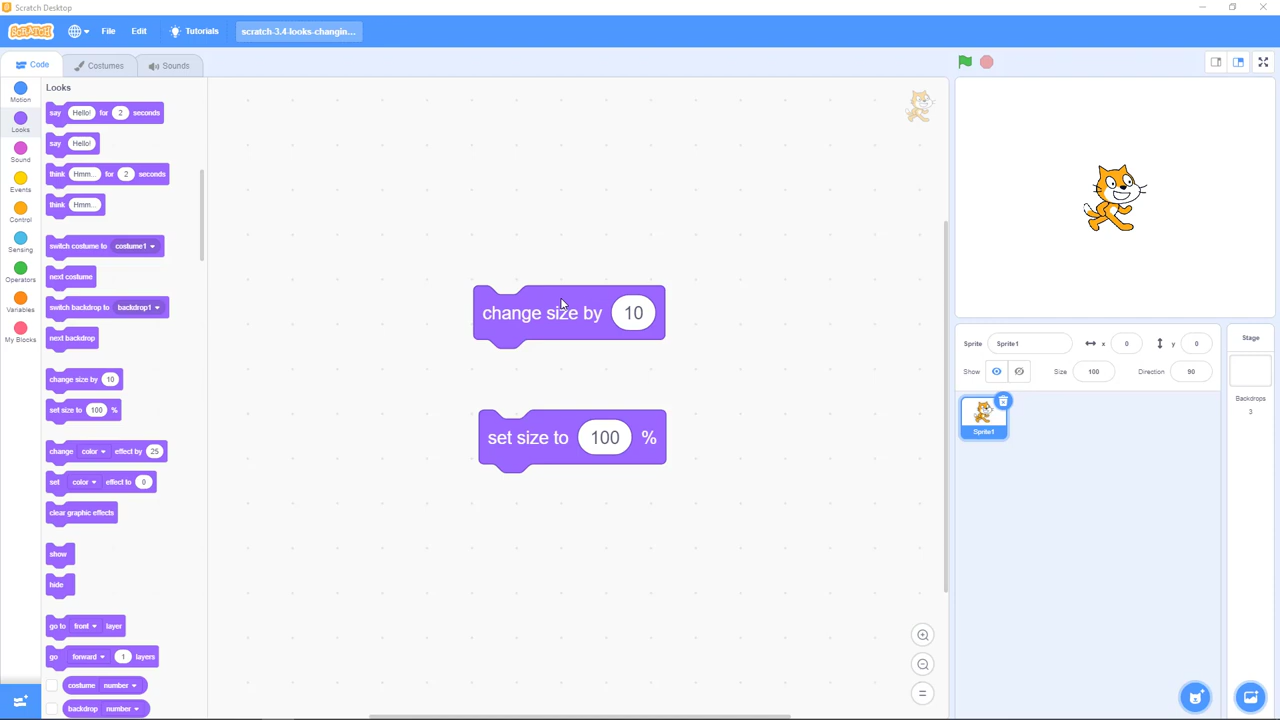 Scratch Desktop
SCRATCH File Edit Tutorials scratch-3.4-looks-changin...
Code Costumes Sounds
Motion
Looks
Sound
Events
Control
Sensing
Operators
Variables
My Blocks
Looks
say Hello! for 2 seconds
say Hello!
think Hmm... for 2 seconds
think Hmm...
switch costume to costume1
next costume
switch backdrop to backdrop1
next backdrop
change size by 10
set size to 100 %
change color effect by 25
set color effect to 0
clear graphic effects
show
hide
go to front layer
go forward 1 layers
costume number
backdrop number
change size by 10
set size to 100 %
Sprite Sprite1 x 0 y 0
Show Size 100 Direction 90
Sprite1
Stage
Backdrops
3